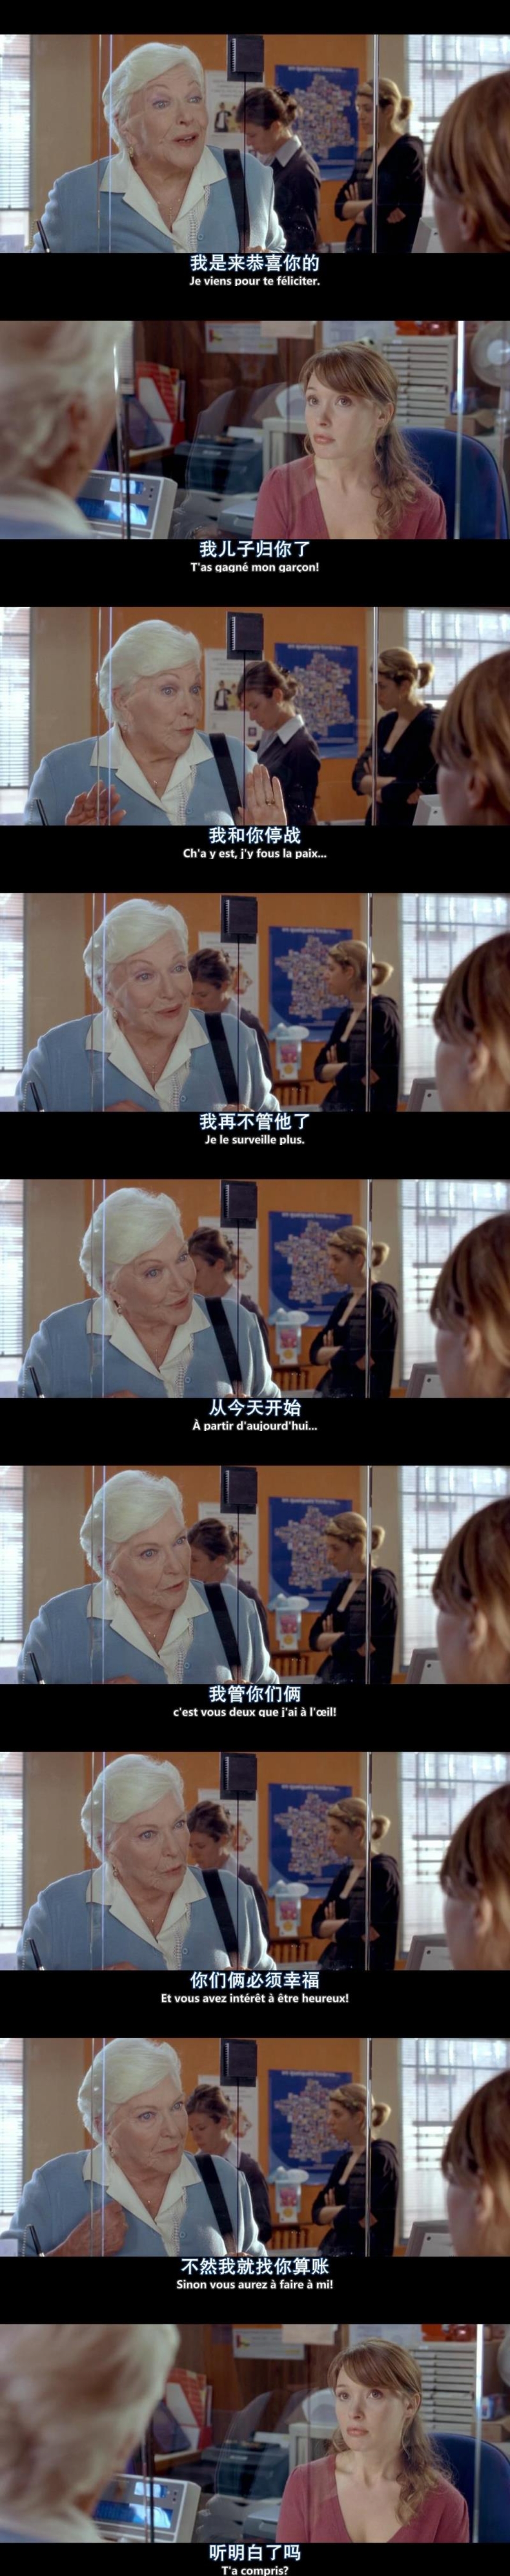 我是来恭喜你的
Je viens pour te féliciter.
我儿子归你了
T'as gagné mon garçon!
我和你停战
Ch'a y est, j'y fous la paix...
我再不管他了
Je le surveille plus.
从今天开始
À partir d'aujourd'hui...
我管你们俩
c'est vous deux que j'ai à l'œil!
你们俩必须幸福
Et vous avez intérêt à être heureux!
不然我就找你算账
Sinon vous aurez à faire à mi!
听明白了吗
T'a compris?